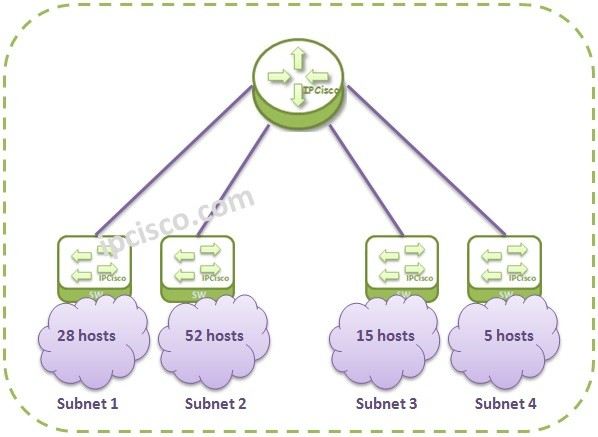 IPCisco
ipcisco.com
IPCisco
IPCisco
IPCisco
IPCisco
SW
SW
SW
SW
28 hosts
52 hosts
15 hosts
5 hosts
Subnet 1
Subnet 2
Subnet 3
Subnet 4